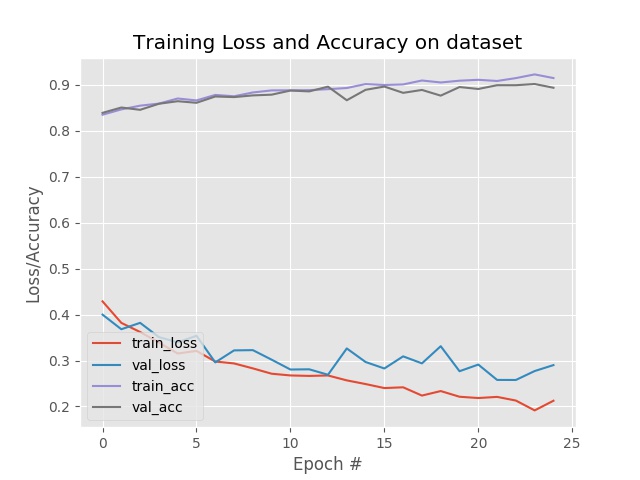 Training Loss and Accuracy on dataset
Loss/Accuracy
0.9
0.8
0.7
0.6
0.5
0.4
0.3
0.2
train_loss
val_loss
train_acc
val_acc
0 5 10 15 20 25
Epoch #